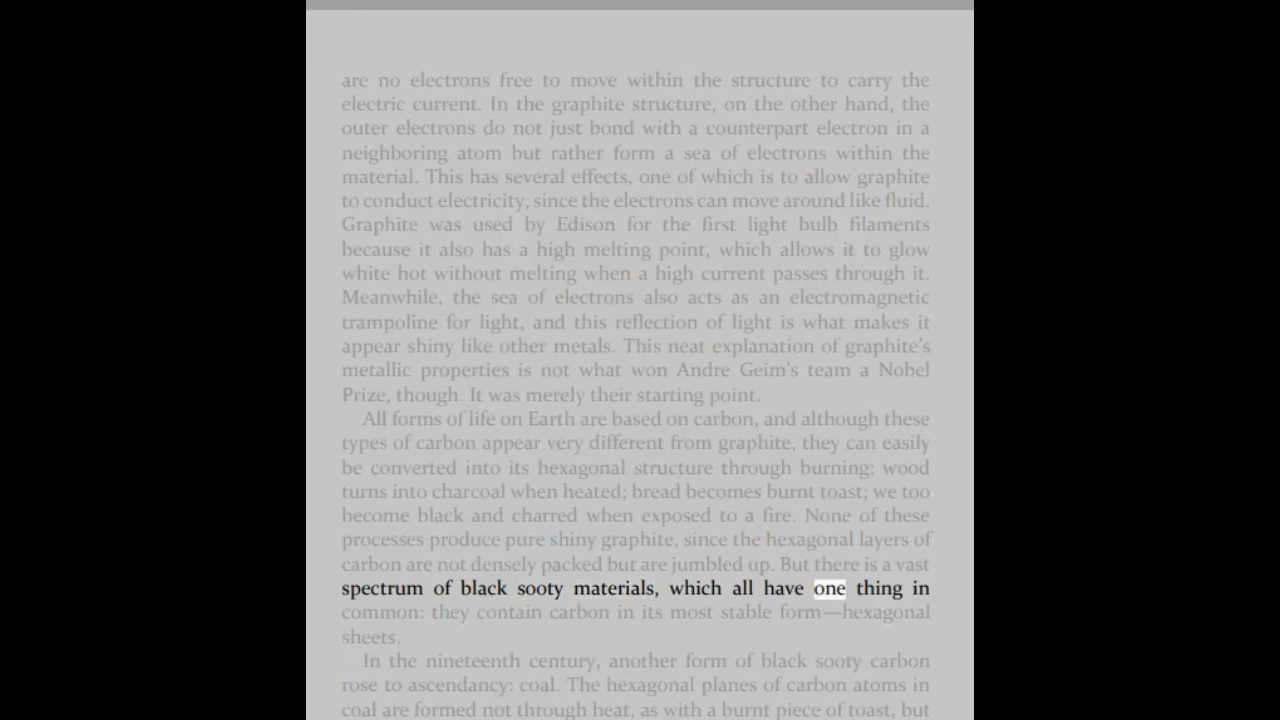 are no electrons free to move within the structure to carry the
electric current. In the graphite structure, on the other hand, the
outer electrons do not just bond with a counterpart electron in a
neighboring atom but rather form a sea of electrons within the
material. This has several effects, one of which is to allow graphite
to conduct electricity, since the electrons can move around like fluid.
Graphite was used by Edison for the first light bulb filaments
because it also has a high melting point, which allows it to glow
white hot without melting when a high current passes through it.
Meanwhile, the sea of electrons also acts as an electromagnetic
trampoline for light, and this reflection of light is what makes it
appear shiny like other metals. This neat explanation of graphite’s
metallic properties is not what won Andre Geim’s team a Nobel
Prize, though. It was merely their starting point.
All forms of life on Earth are based on carbon, and although these
types of carbon appear very different from graphite, they can easily
be converted into its hexagonal structure through burning: wood
turns into charcoal when heated; bread becomes burnt toast; we too
become black and charred when exposed to a fire. None of these
processes produce pure shiny graphite, since the hexagonal layers of
carbon are not densely packed but are jumbled up. But there is a vast
spectrum of black sooty materials, which all have one thing in
common: they contain carbon in its most stable form—hexagonal
sheets.
In the nineteenth century, another form of black sooty carbon
rose to ascendancy: coal. The hexagonal planes of carbon atoms in
coal are formed not through heat, as with a burnt piece of toast, but